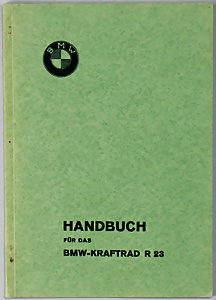 BMW
HANDBUCH
FÜR DAS
BMW-KRAFTRAD R 23